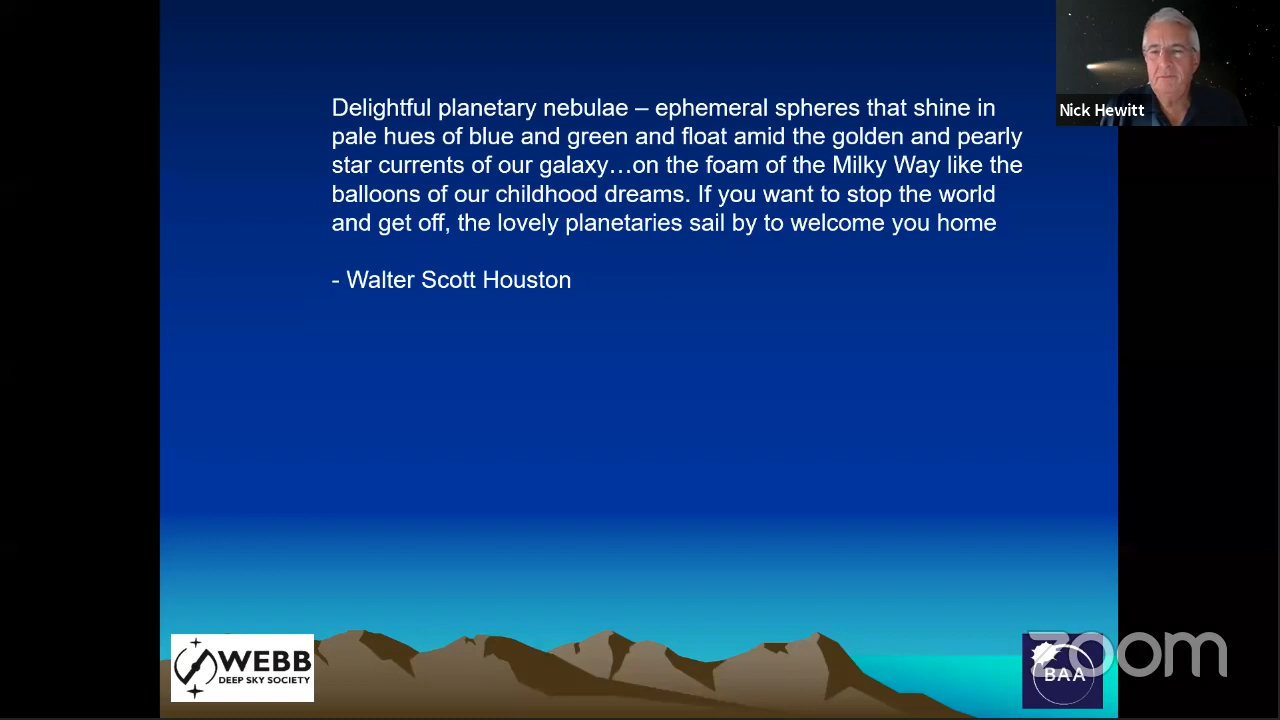 Delightful planetary nebulae – ephemeral spheres that shine in
pale hues of blue and green and float amid the golden and pearly
star currents of our galaxy…on the foam of the Milky Way like the
balloons of our childhood dreams. If you want to stop the world
and get off, the lovely planetaries sail by to welcome you home
- Walter Scott Houston
Nick Hewitt
WEBB
DEEP SKY SOCIETY
BAA
zoom